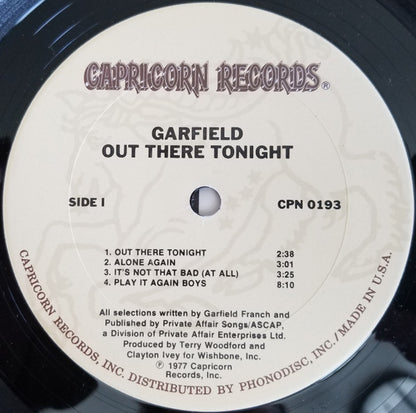 CAPRICORN RECORDS®
GARFIELD
OUT THERE TONIGHT
SIDE I
CPN 0193
1. OUT THERE TONIGHT 2:38
2. ALONE AGAIN 3:01
3. IT'S NOT THAT BAD (AT ALL) 3:25
4. PLAY IT AGAIN BOYS 8:10
All selections written by Garfield Franch and
Published by Private Affair Songs/ASCAP,
a Division of Private Affair Enterprises Ltd.
Produced by Terry Woodford and
Clayton Ivey for Wishbone, Inc.
℗ 1977 Capricorn
Records, Inc.
CAPRICORN RECORDS, INC. DISTRIBUTED BY PHONODISC, INC./MADE IN U.S.A.